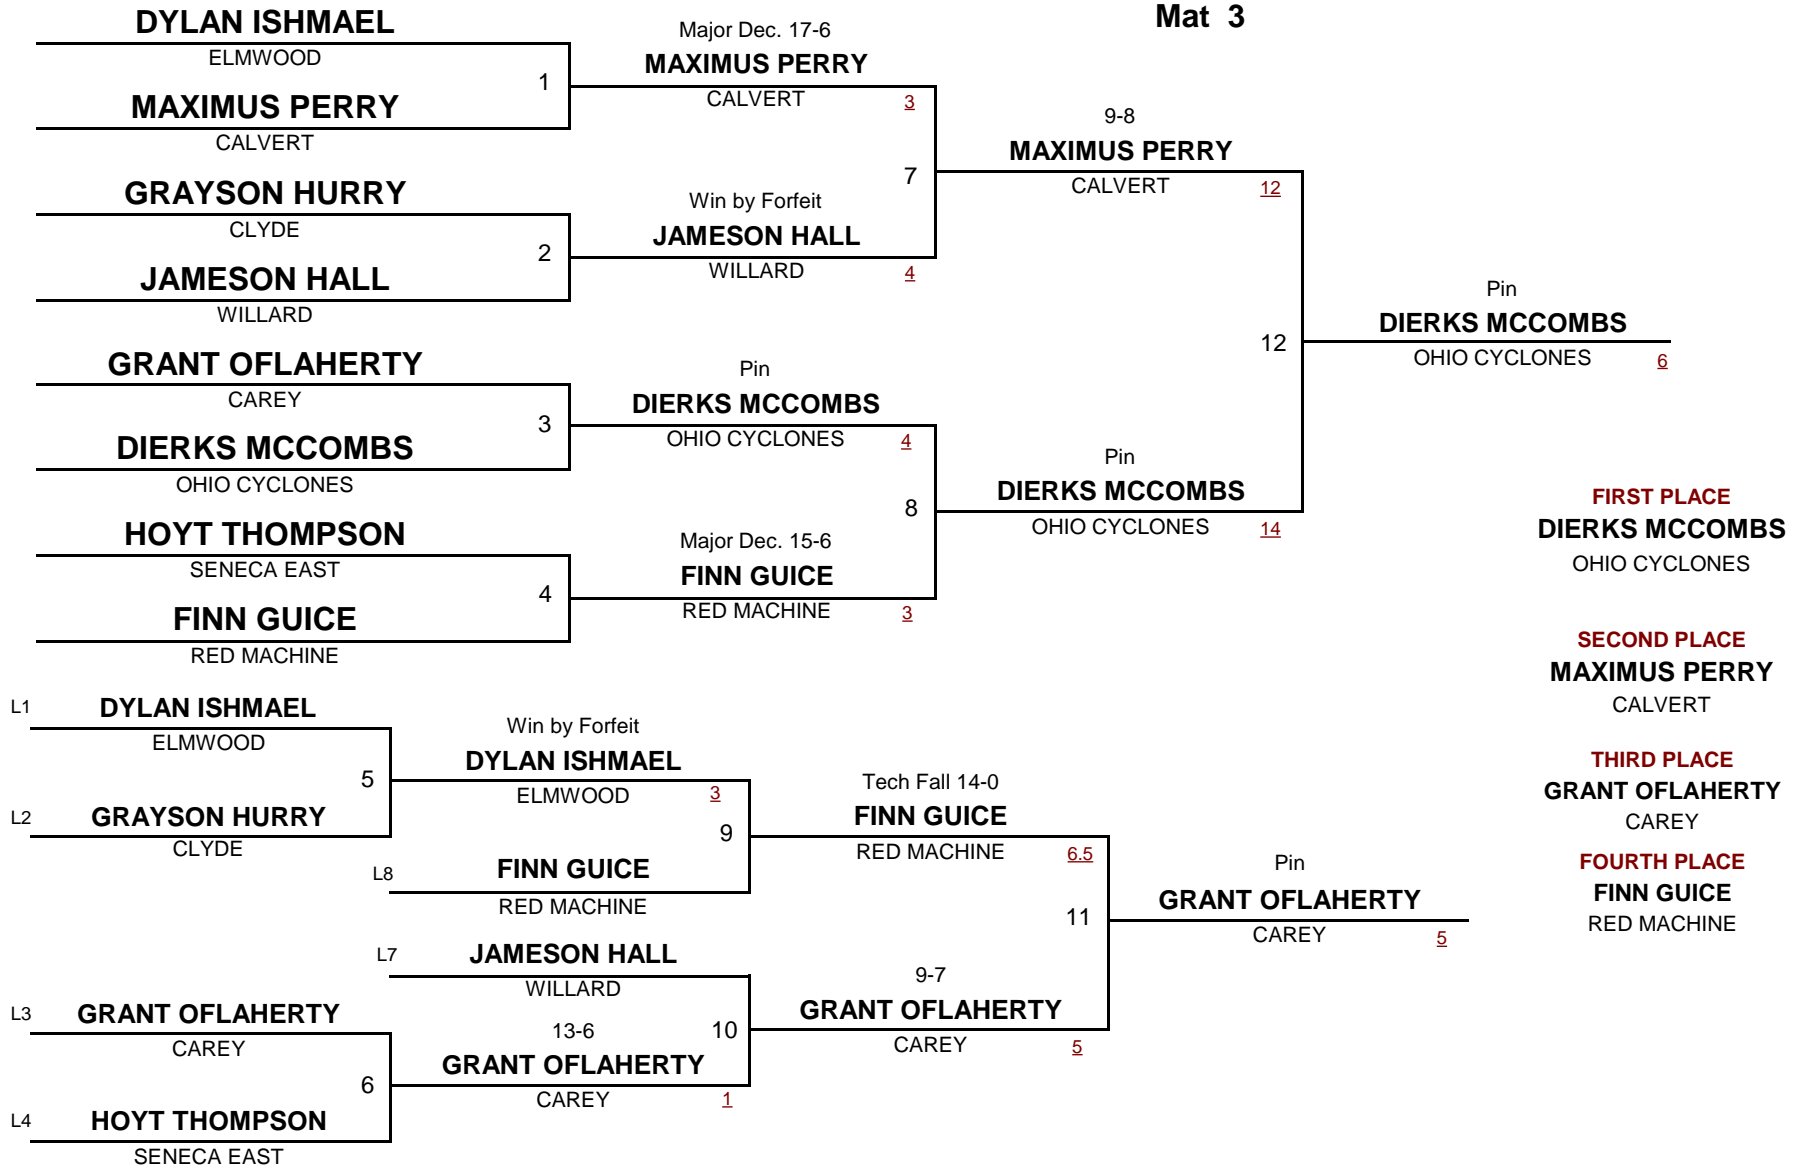 Mat 3
DYLAN ISHMAEL
ELMWOOD
1
MAXIMUS PERRY
CALVERT
GRAYSON HURRY
CLYDE
2
JAMESON HALL
WILLARD
GRANT OFLAHERTY
CAREY
3
DIERKS MCCOMBS
OHIO CYCLONES
HOYT THOMPSON
SENECA EAST
4
FINN GUICE
RED MACHINE
Major Dec. 17-6
MAXIMUS PERRY
CALVERT 3
7
Win by Forfeit
JAMESON HALL
WILLARD 4
Pin
DIERKS MCCOMBS
OHIO CYCLONES 4
8
Major Dec. 15-6
FINN GUICE
RED MACHINE 3
9-8
MAXIMUS PERRY
CALVERT 12
12
Pin
DIERKS MCCOMBS
OHIO CYCLONES 14
Pin
DIERKS MCCOMBS
OHIO CYCLONES 6
FIRST PLACE
DIERKS MCCOMBS
OHIO CYCLONES
SECOND PLACE
MAXIMUS PERRY
CALVERT
THIRD PLACE
GRANT OFLAHERTY
CAREY
FOURTH PLACE
FINN GUICE
RED MACHINE
L1 DYLAN ISHMAEL
ELMWOOD
5
L2 GRAYSON HURRY
CLYDE
L3 GRANT OFLAHERTY
CAREY
6
L4 HOYT THOMPSON
SENECA EAST
Win by Forfeit
DYLAN ISHMAEL
ELMWOOD 3
9
L8 FINN GUICE
RED MACHINE
L7 JAMESON HALL
WILLARD
10
13-6
GRANT OFLAHERTY
CAREY 1
Tech Fall 14-0
FINN GUICE
RED MACHINE 6.5
11
9-7
GRANT OFLAHERTY
CAREY 5
Pin
GRANT OFLAHERTY
CAREY 5